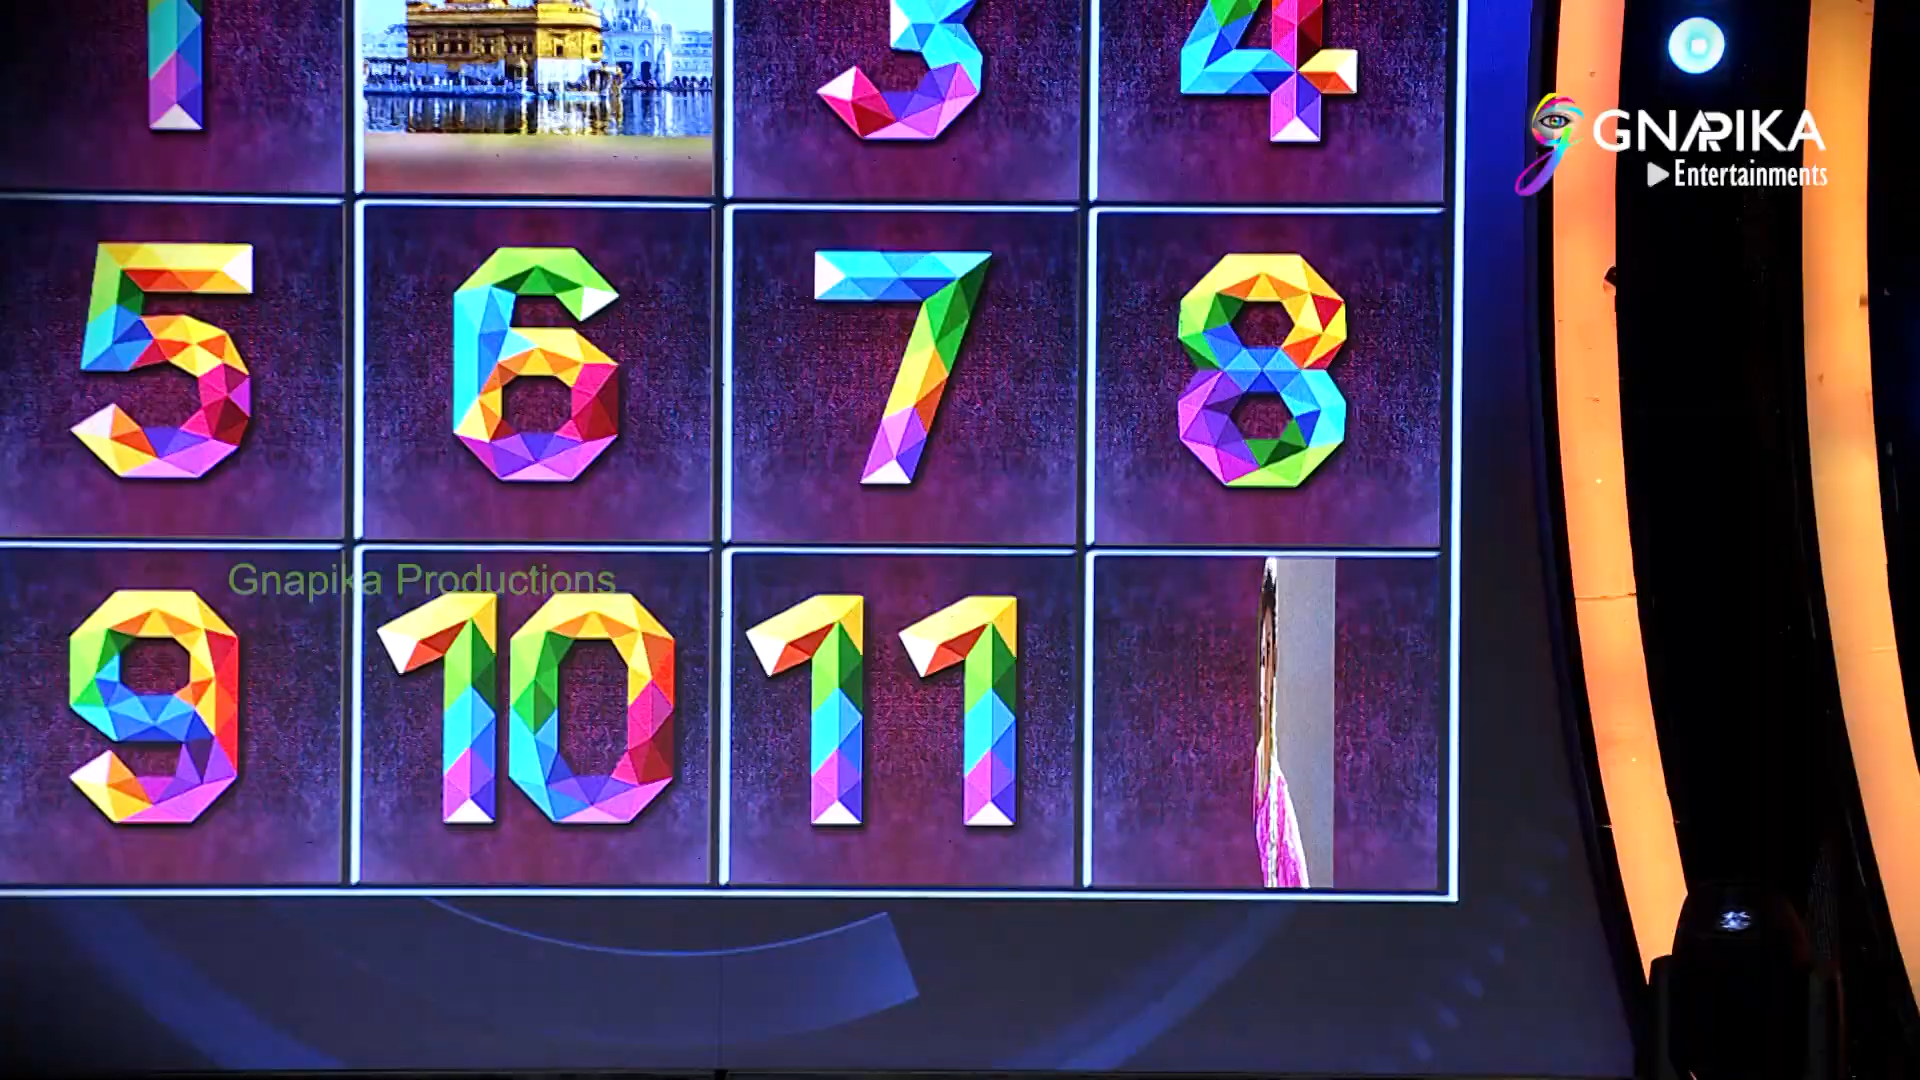 1 3 4
GNAPIKA
Entertainments
5 6 7 8
Gnapika Productions
9 10 11